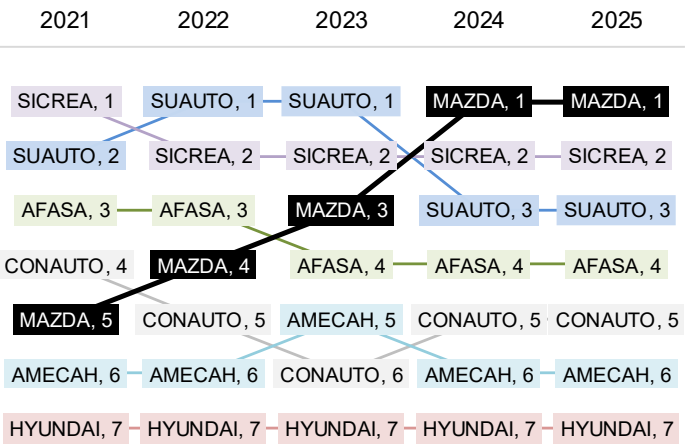 2021 2022 2023 2024 2025
SICREA, 1 SUAUTO, 1 SUAUTO, 1 MAZDA, 1 MAZDA, 1
SUAUTO, 2 SICREA, 2 SICREA, 2 SICREA, 2 SICREA, 2
AFASA, 3 AFASA, 3 MAZDA, 3 SUAUTO, 3 SUAUTO, 3
CONAUTO, 4 MAZDA, 4 AFASA, 4 AFASA, 4 AFASA, 4
MAZDA, 5 CONAUTO, 5 AMECAH, 5 CONAUTO, 5 CONAUTO, 5
AMECAH, 6 AMECAH, 6 CONAUTO, 6 AMECAH, 6 AMECAH, 6
HYUNDAI, 7 HYUNDAI, 7 HYUNDAI, 7 HYUNDAI, 7 HYUNDAI, 7